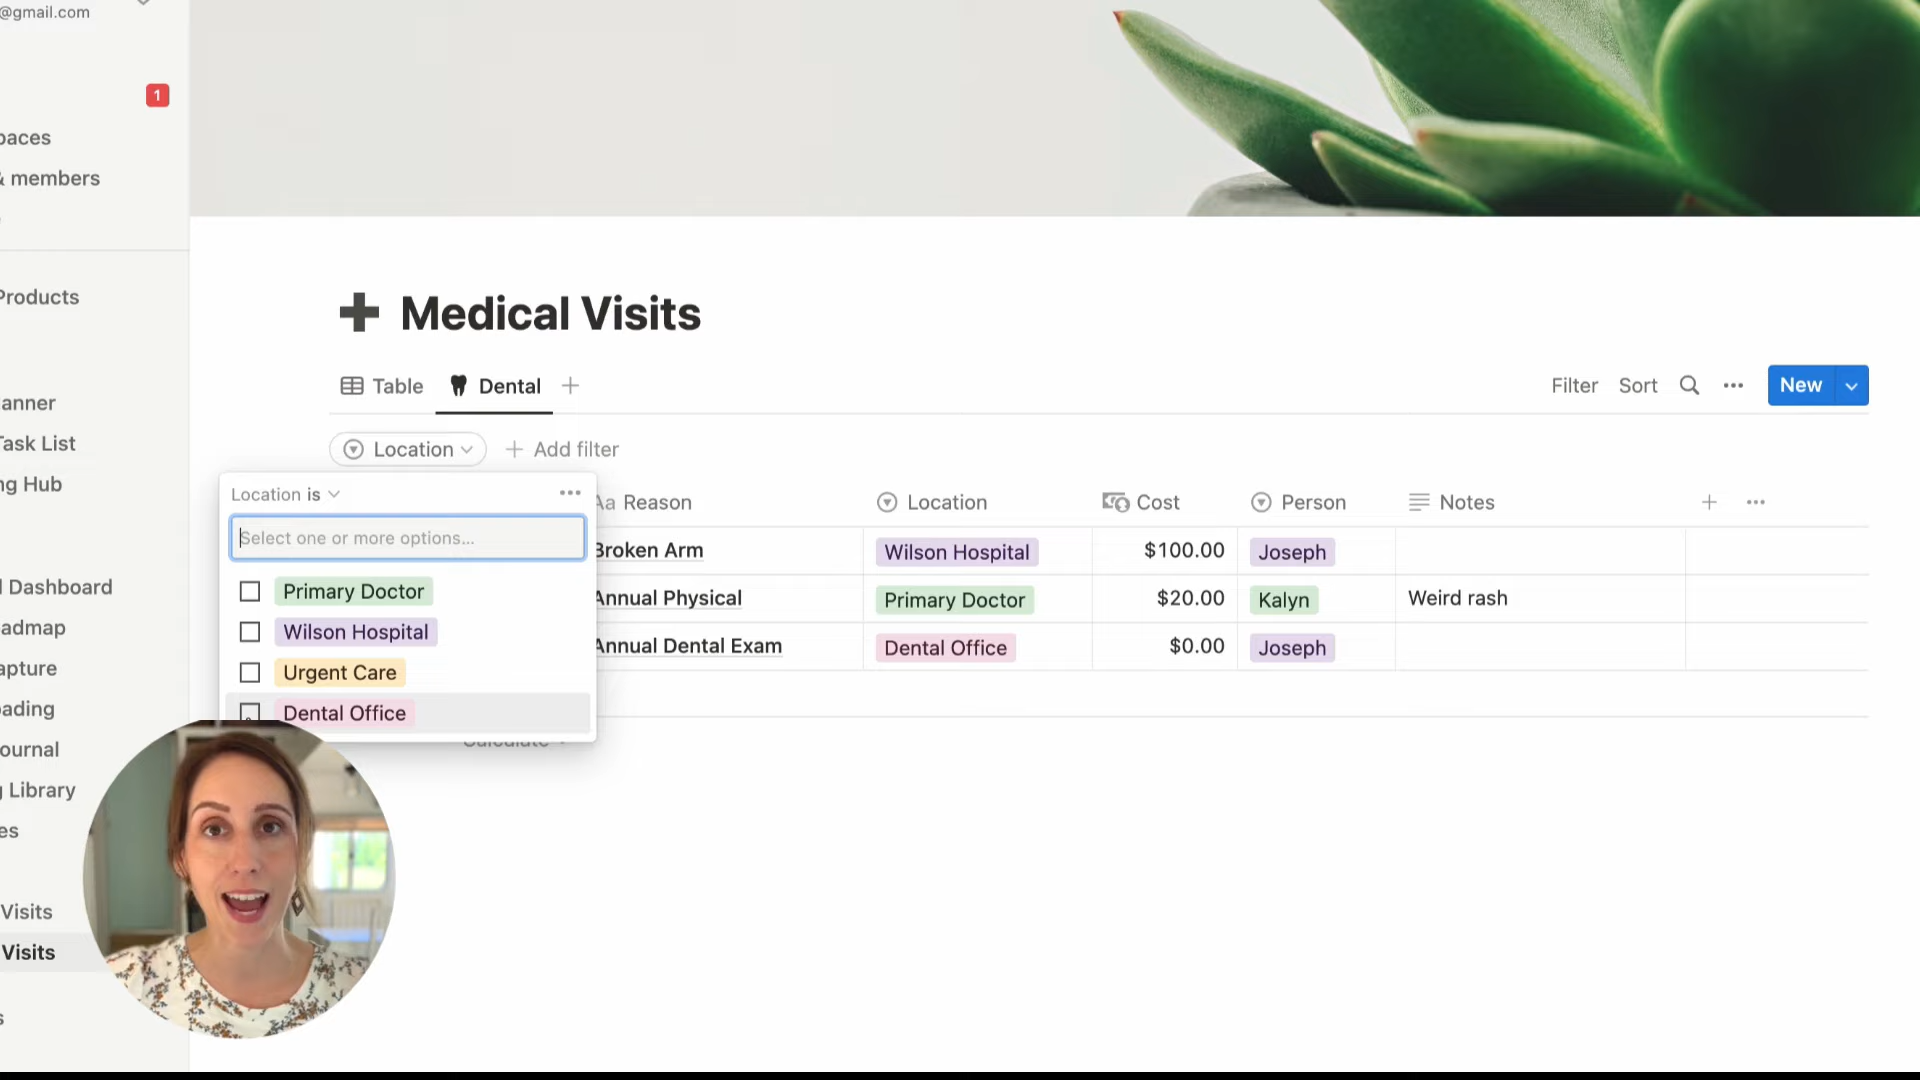 @gmail.com
1
paces
& members
Products
anner
Task List
ng Hub
l Dashboard
admap
apture
ading
ournal
g Library
es
Visits
Visits
s
Medical Visits
Table
Dental
Filter
Sort
New
Location
Add filter
Location is
Select one or more options...
Primary Doctor
Wilson Hospital
Urgent Care
Dental Office
Aa Reason
Location
Cost
Person
Notes
Broken Arm
Wilson Hospital
$100.00
Joseph
Annual Physical
Primary Doctor
$20.00
Kalyn
Weird rash
Annual Dental Exam
Dental Office
$0.00
Joseph
Calculate